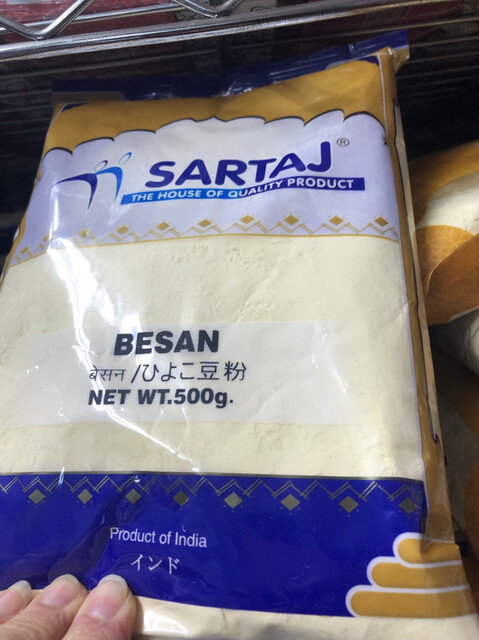 SARTAJ®
THE HOUSE OF QUALITY PRODUCT
BESAN
बेसन /ひよこ豆粉
NET WT.500g.
Product of India
インド